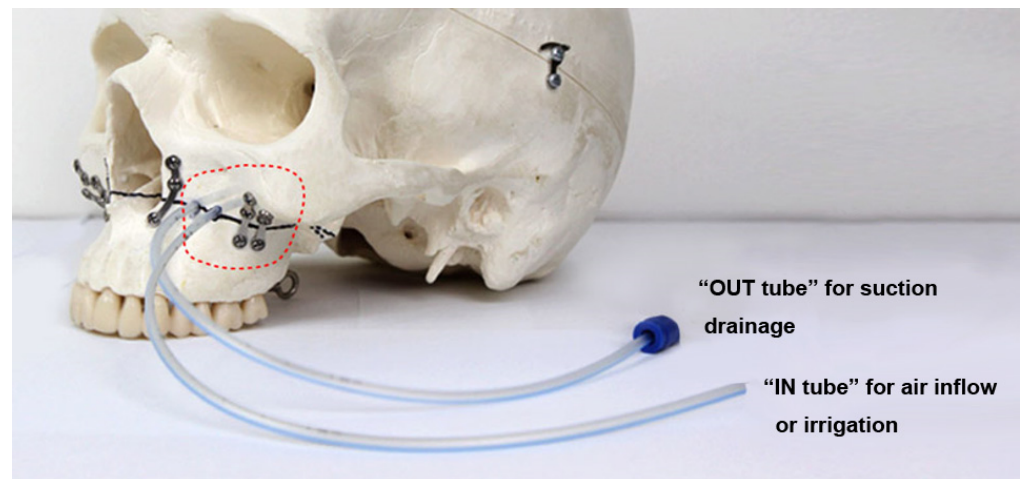 “OUT tube” for suction
drainage
“IN tube” for air inflow
or irrigation